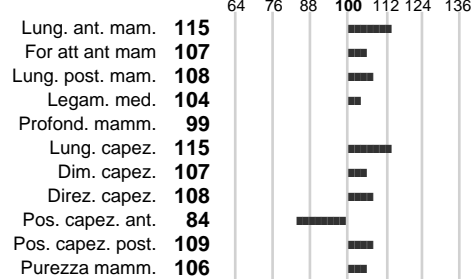 64 76 88 100 112 124 136
Lung. ant. mam. 115
For att ant mam 107
Lung. post. mam. 108
Legam. med. 104
Profond. mamm. 99
Lung. capez. 115
Dim. capez. 107
Direz. capez. 108
Pos. capez. ant. 84
Pos. capez. post. 109
Purezza mamm. 106